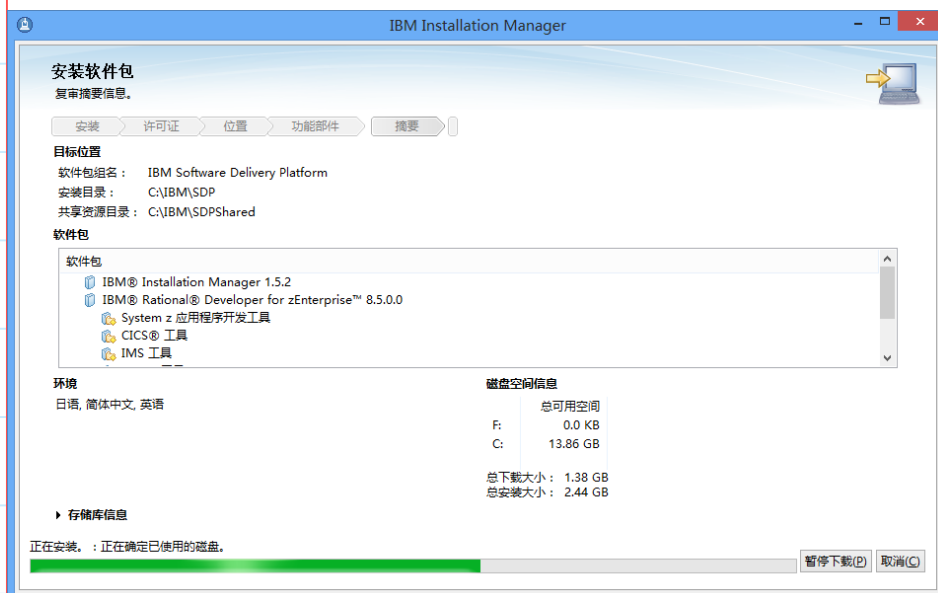 IBM Installation Manager
安装软件包
复审摘要信息。
安装 许可证 位置 功能部件 摘要
目标位置
软件包组名： IBM Software Delivery Platform
安装目录： C:\IBM\SDP
共享资源目录： C:\IBM\SDPShared
软件包
软件包
IBM® Installation Manager 1.5.2
IBM® Rational® Developer for zEnterprise™ 8.5.0.0
System z 应用程序开发工具
CICS® 工具
IMS 工具
环境
日语, 简体中文, 英语
磁盘空间信息
总可用空间
F: 0.0 KB
C: 13.86 GB
总下载大小： 1.38 GB
总安装大小： 2.44 GB
存储库信息
正在安装。：正在确定已使用的磁盘。
暂停下载(P) 取消(C)